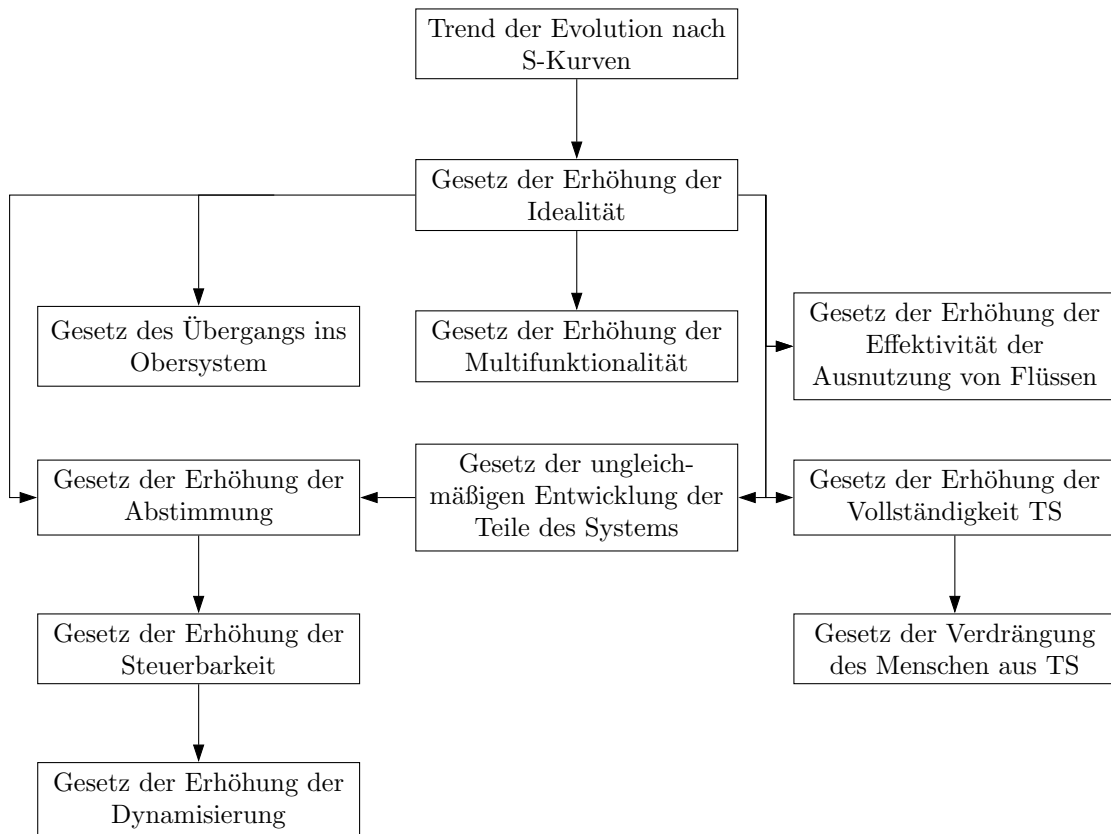 Trend der Evolution nach
S-Kurven
Gesetz der Erhöhung der
Idealität
Gesetz des Übergangs ins
Obersystem
Gesetz der Erhöhung der
Multifunktionalität
Gesetz der Erhöhung der
Effektivität der
Ausnutzung von Flüssen
Gesetz der Erhöhung der
Abstimmung
Gesetz der ungleich-
mäßigen Entwicklung der
Teile des Systems
Gesetz der Erhöhung der
Vollständigkeit TS
Gesetz der Erhöhung der
Steuerbarkeit
Gesetz der Verdrängung
des Menschen aus TS
Gesetz der Erhöhung der
Dynamisierung